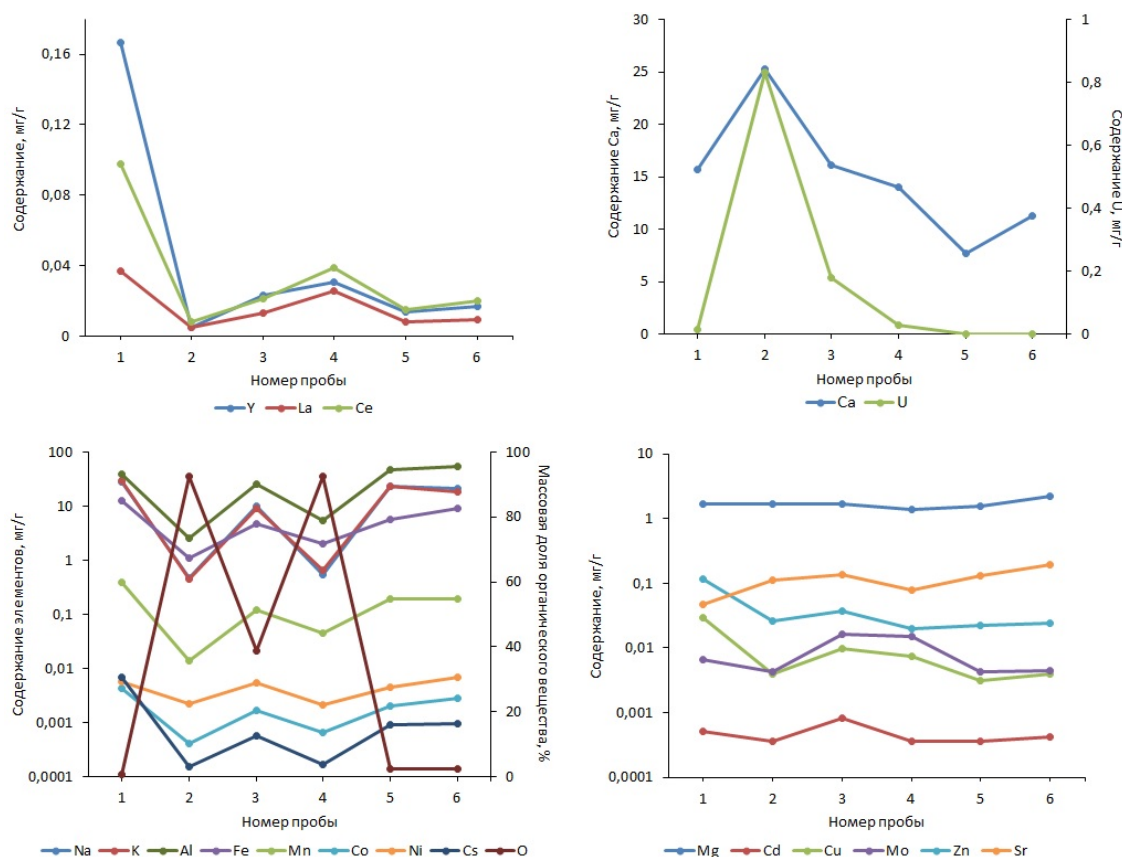 Содержание, мг/г
0,16
0,12
0,08
0,04
0
1 2 3 4 5 6
Номер пробы
Y La Ce
Содержание Ca, мг/г
30
25
20
15
10
5
0
1
0,8
0,6
0,4
0,2
0
Содержание U, мг/г
1 2 3 4 5 6
Номер пробы
Ca U
Содержание элементов, мг/г
100
10
1
0,1
0,01
0,001
0,0001
100
80
60
40
20
0
Массовая доля органического вещества, %
1 2 3 4 5 6
Номер пробы
Na K Al Fe Mn Co Ni Cs O
Содержание, мг/г
10
1
0,1
0,01
0,001
0,0001
1 2 3 4 5 6
Номер пробы
Mg Cd Cu Mo Zn Sr